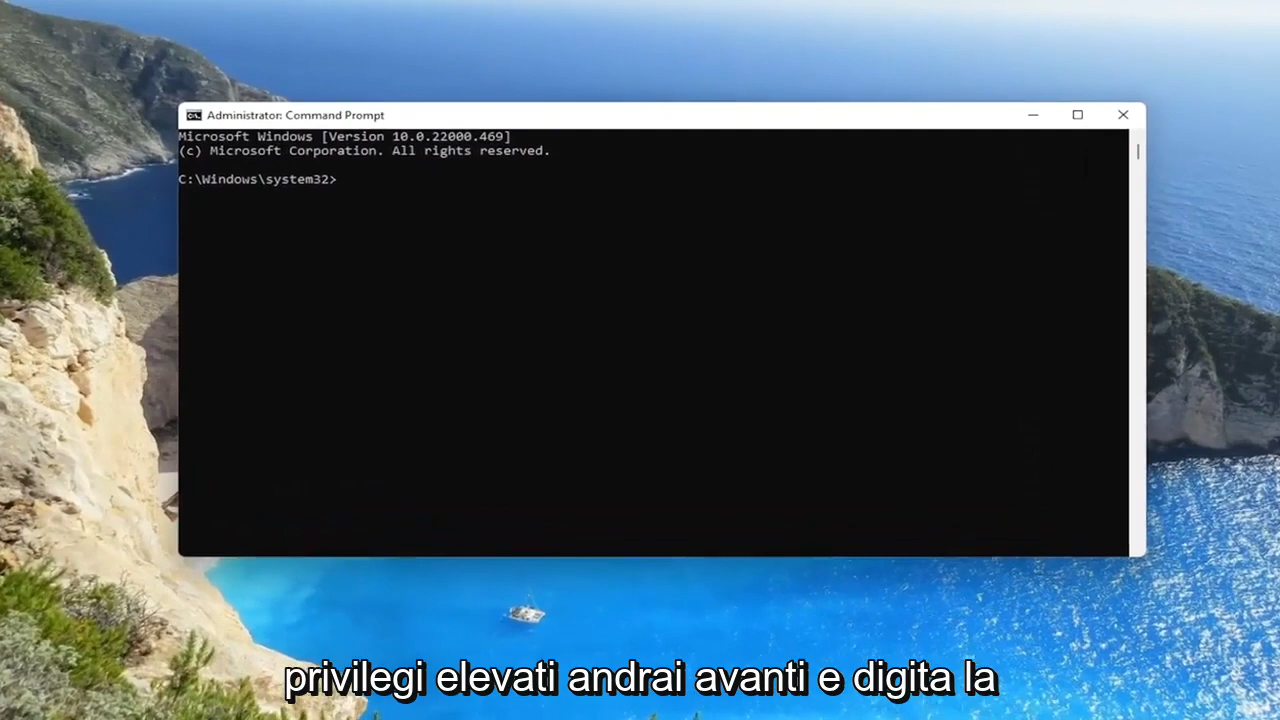 Administrator: Command Prompt
Microsoft Windows [Version 10.0.22000.469]
(c) Microsoft Corporation. All rights reserved.
C:\Windows\system32>
privilegi elevati andrai avanti e digita la